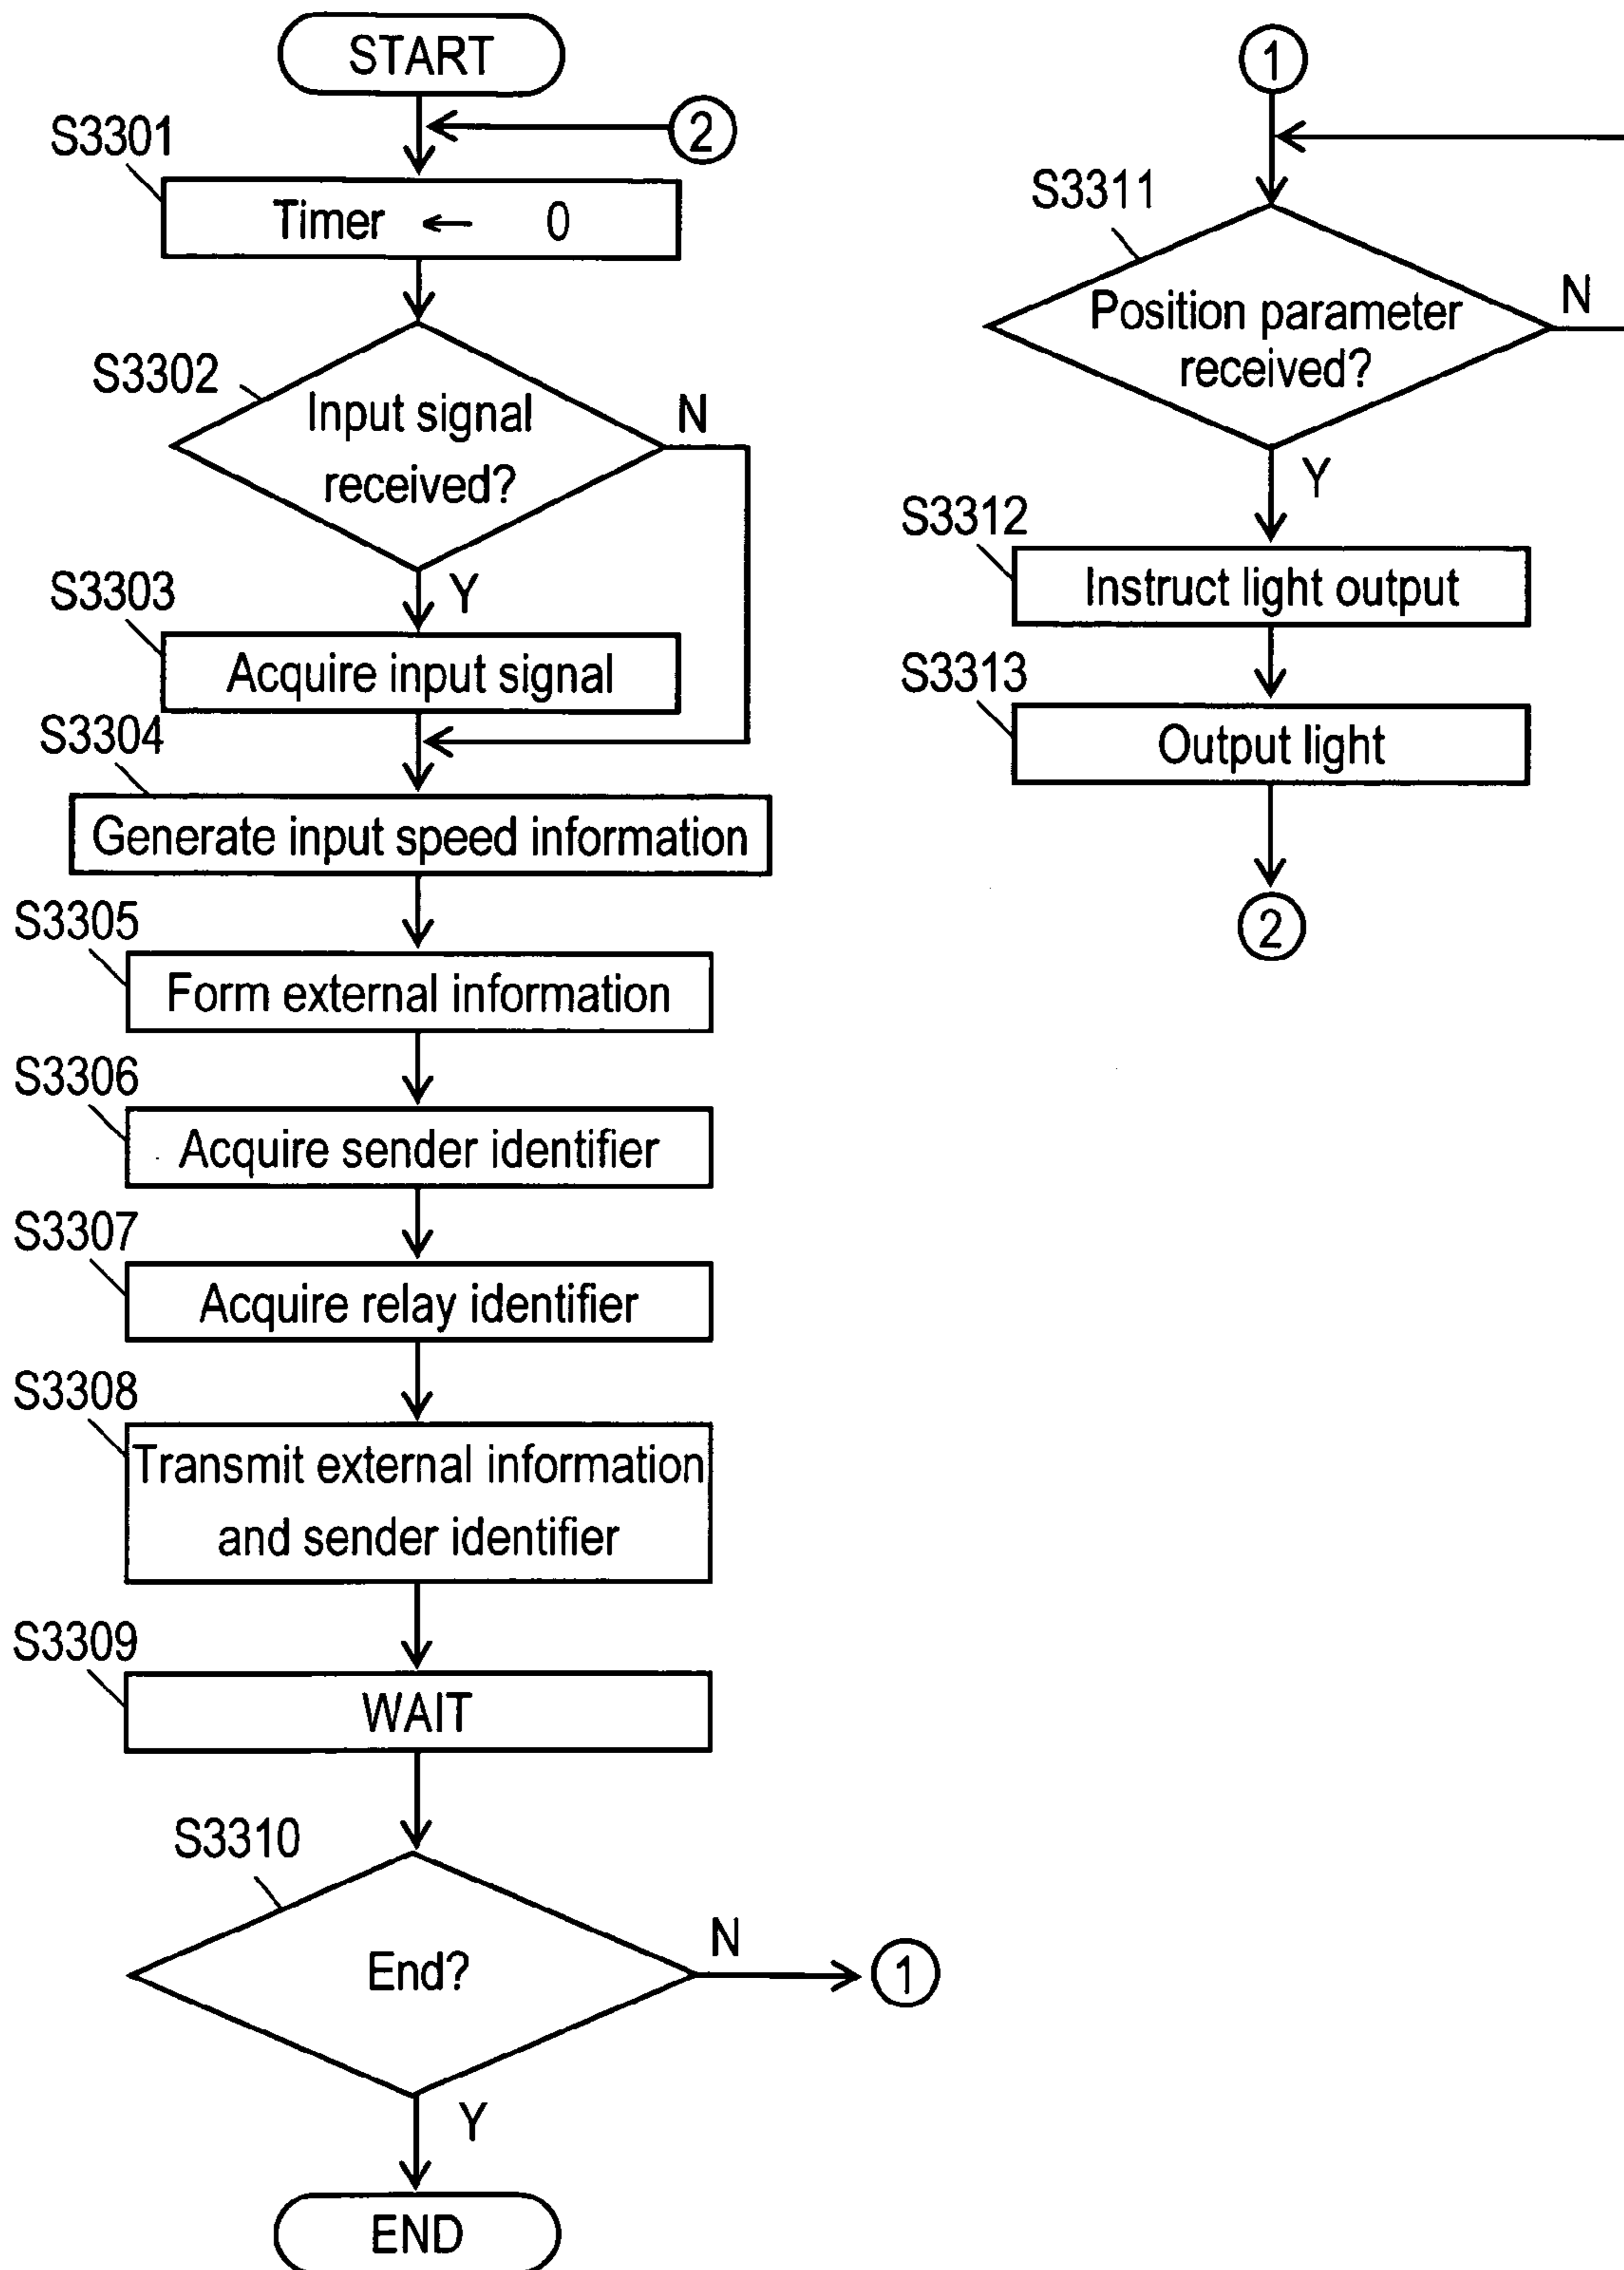 START
2
S3301
Timer ← 0
S3302
Input signal
received?
N
Y
S3303
Acquire input signal
S3304
Generate input speed information
S3305
Form external information
S3306
Acquire sender identifier
S3307
Acquire relay identifier
S3308
Transmit external information
and sender identifier
S3309
WAIT
S3310
End?
N
1
Y
END
1
S3311
Position parameter
received?
N
Y
S3312
Instruct light output
S3313
Output light
2